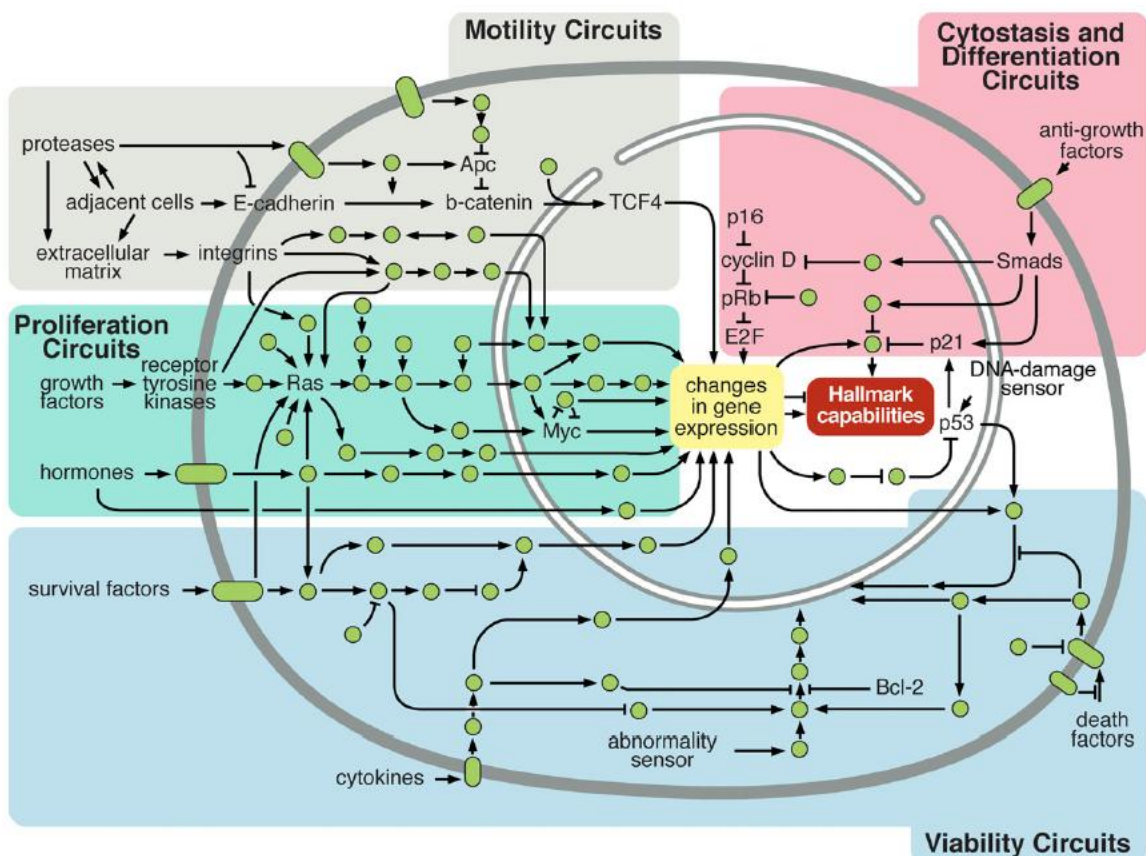 Motility Circuits
Cytostasis and
Differentiation
Circuits
proteases
adjacent cells
E-cadherin
extracellular
matrix
integrins
Apc
b-catenin
TCF4
anti-growth
factors
p16
cyclin D
Smads
pRb
E2F
p21
DNA-damage
sensor
p53
Proliferation
Circuits
growth
factors
receptor
tyrosine
kinases
Ras
Myc
hormones
changes
in gene
expression
Hallmark
capabilities
survival factors
Bcl-2
abnormality
sensor
cytokines
death
factors
Viability Circuits